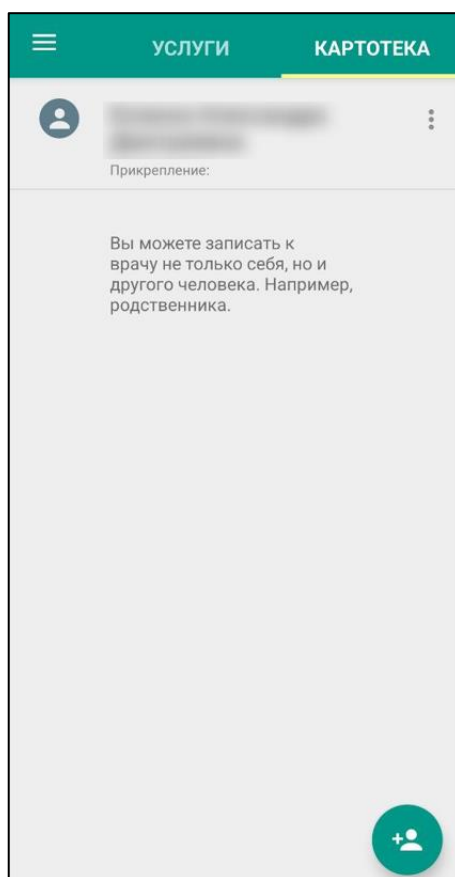 УСЛУГИ
КАРТОТЕКА
Прикрепление:
Вы можете записать к
врачу не только себя, но и
другого человека. Например,
родственника.